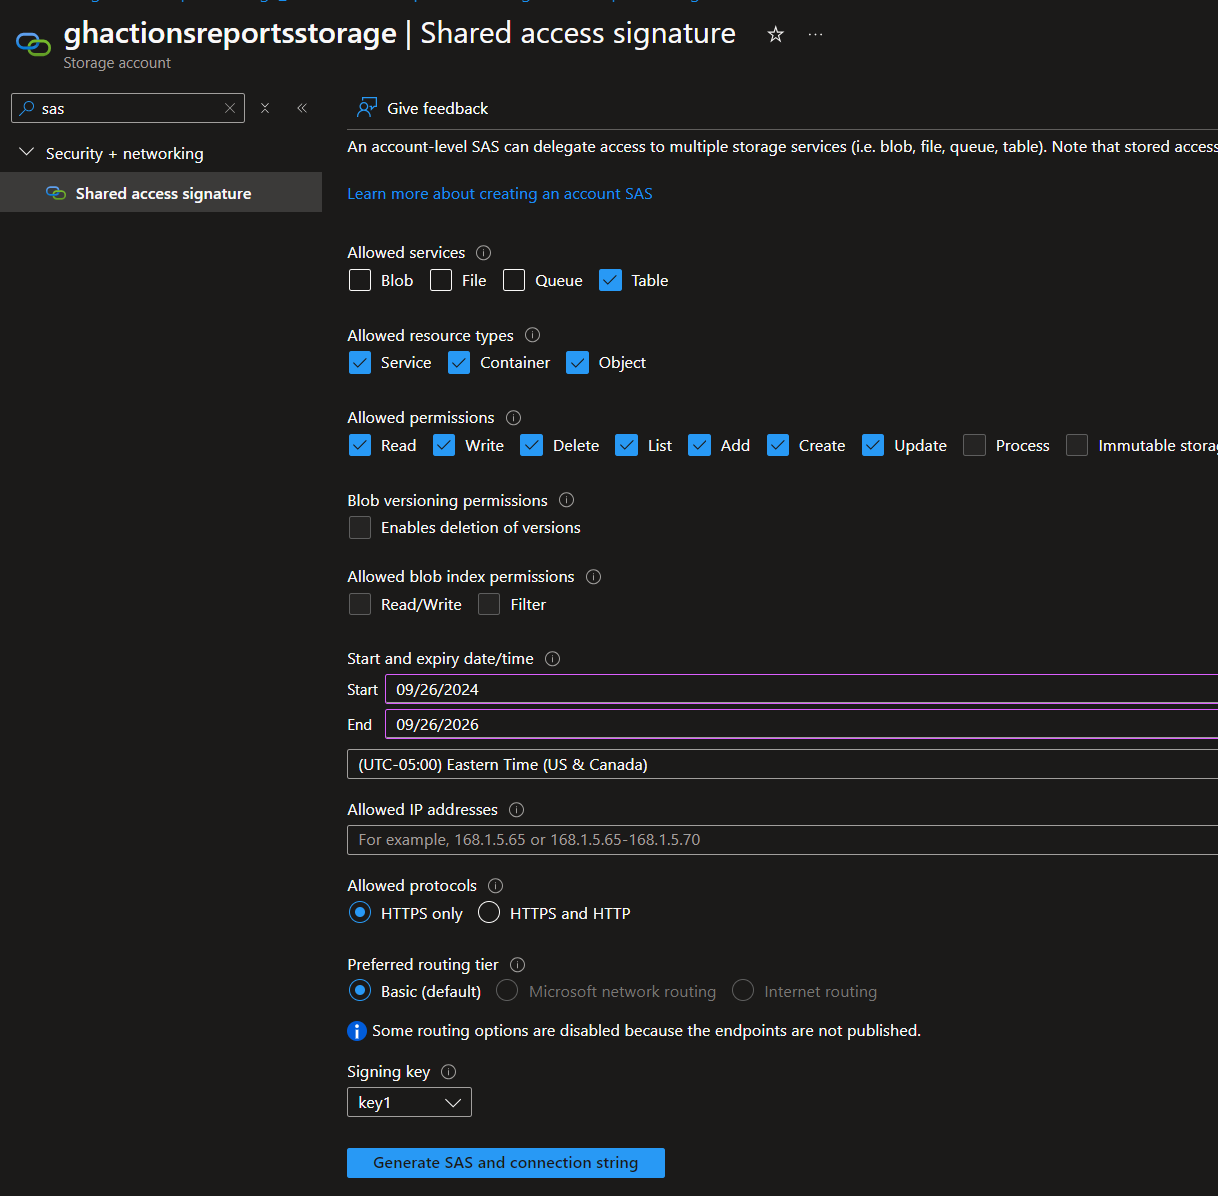 ghactionsreportsstorage | Shared access signature
Storage account
sas
Security + networking
Shared access signature
Give feedback
An account-level SAS can delegate access to multiple storage services (i.e. blob, file, queue, table). Note that stored access
Learn more about creating an account SAS
Allowed services
Blob File Queue Table
Allowed resource types
Service Container Object
Allowed permissions
Read Write Delete List Add Create Update Process Immutable storag
Blob versioning permissions
Enables deletion of versions
Allowed blob index permissions
Read/Write Filter
Start and expiry date/time
Start 09/26/2024
End 09/26/2026
(UTC-05:00) Eastern Time (US & Canada)
Allowed IP addresses
For example, 168.1.5.65 or 168.1.5.65-168.1.5.70
Allowed protocols
HTTPS only HTTPS and HTTP
Preferred routing tier
Basic (default) Microsoft network routing Internet routing
Some routing options are disabled because the endpoints are not published.
Signing key
key1
Generate SAS and connection string